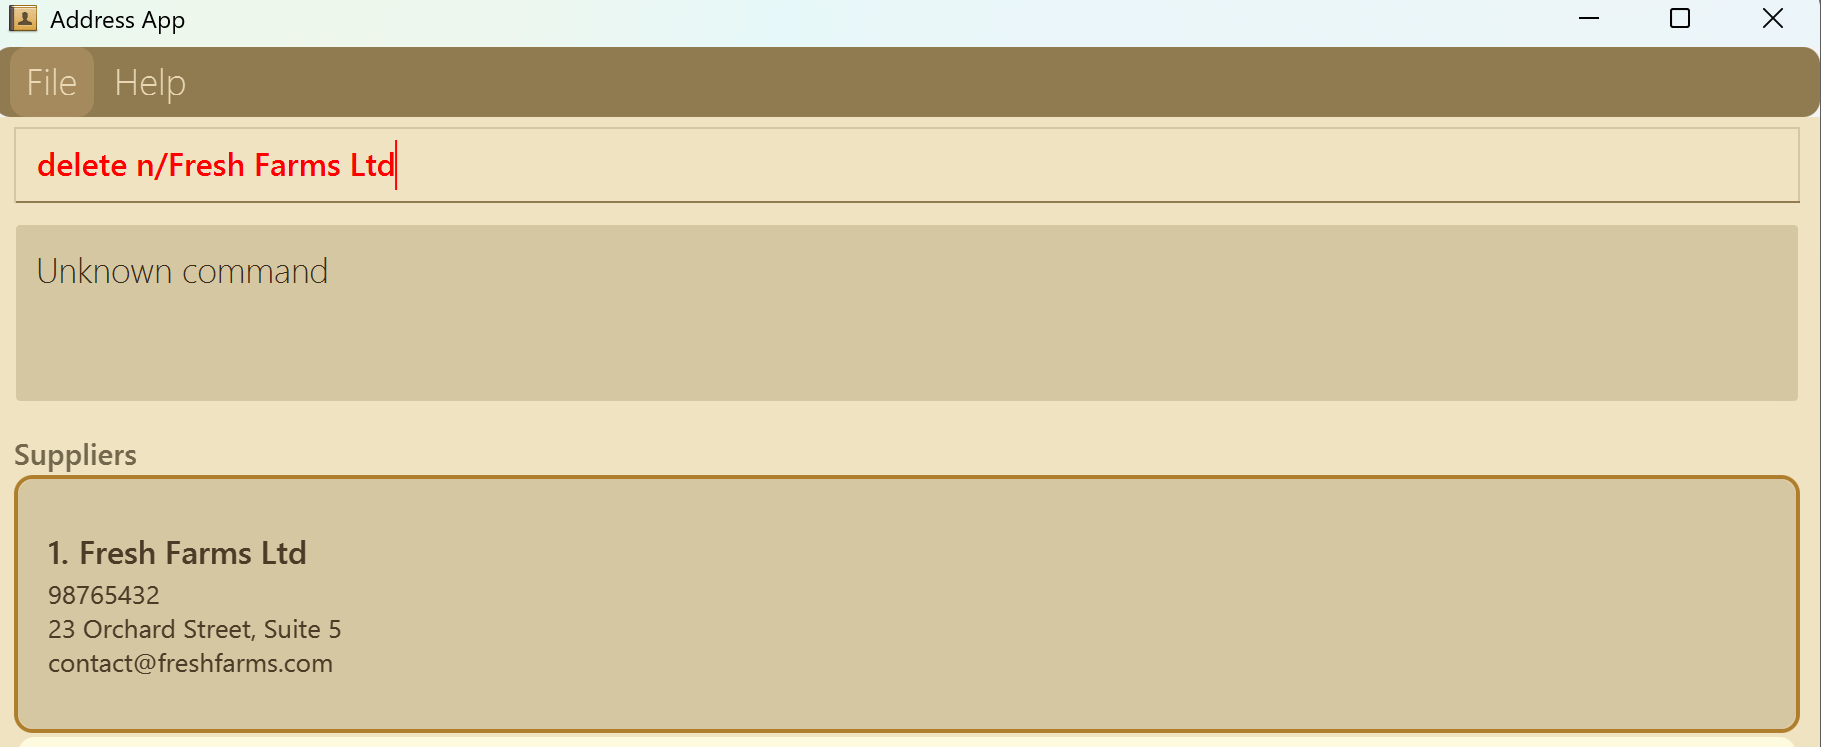 Address App
File Help
delete n/Fresh Farms Ltd
Unknown command
Suppliers
1. Fresh Farms Ltd
98765432
23 Orchard Street, Suite 5
contact@freshfarms.com